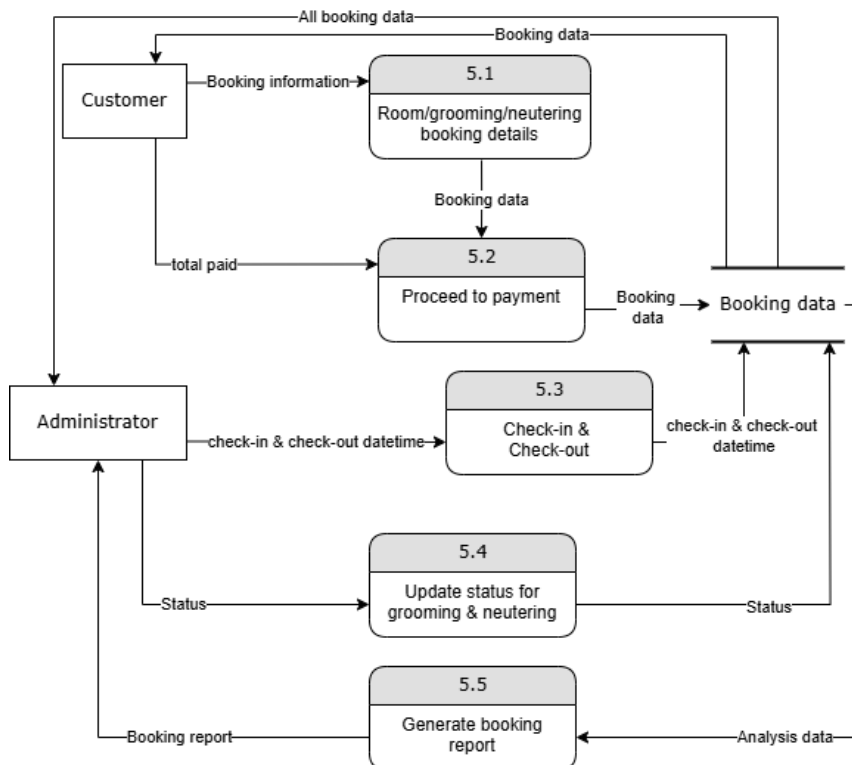 All booking data
Booking data
Customer
Booking information
5.1
Room/grooming/neutering
booking details
Booking data
total paid
5.2
Proceed to payment
Booking
data
Booking data
Administrator
check-in & check-out datetime
5.3
Check-in &
Check-out
check-in & check-out
datetime
Status
5.4
Update status for
grooming & neutering
Status
Booking report
5.5
Generate booking
report
Analysis data